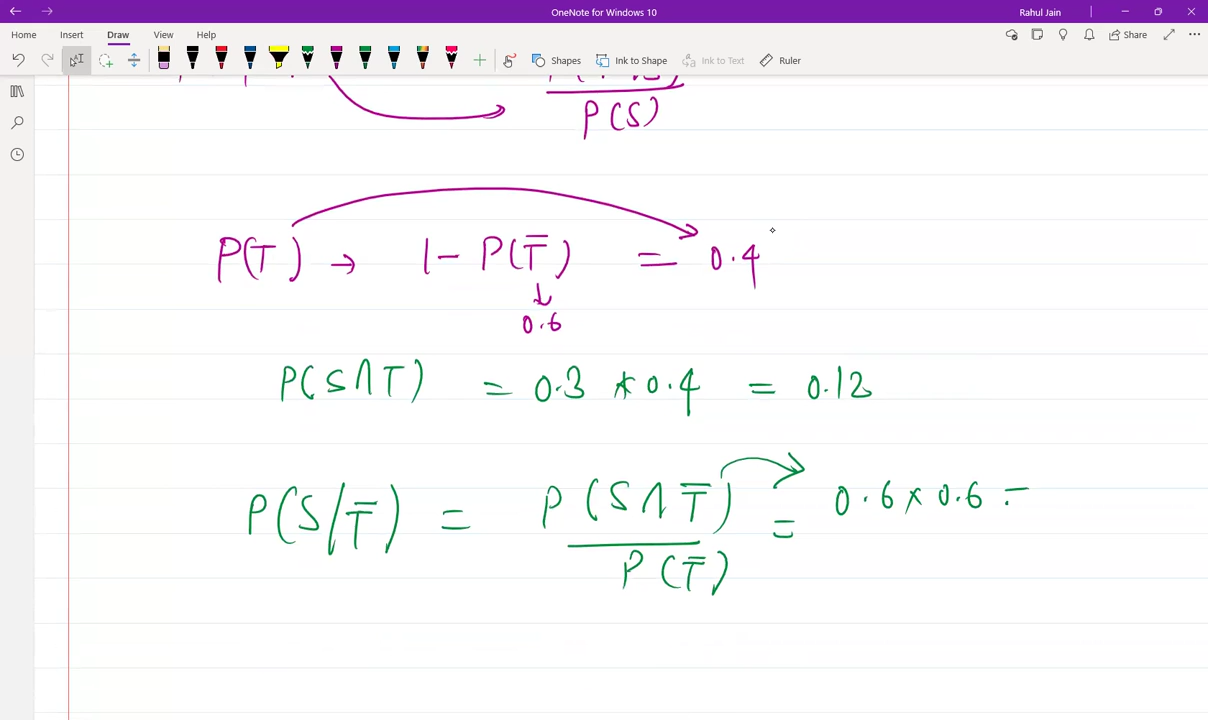 OneNote for Windows 10
Rahul Jain
Home Insert Draw View Help
Share
Shapes Ink to Shape Ink to Text Ruler
P(S)
P(T) → 1 - P(T̅) = 0.4
↓
0.6
P(S∩T) = 0.3 * 0.4 = 0.12
P(S/T̅) = P(S∩T̅) = 0.6 × 0.6 =
P(T̅)